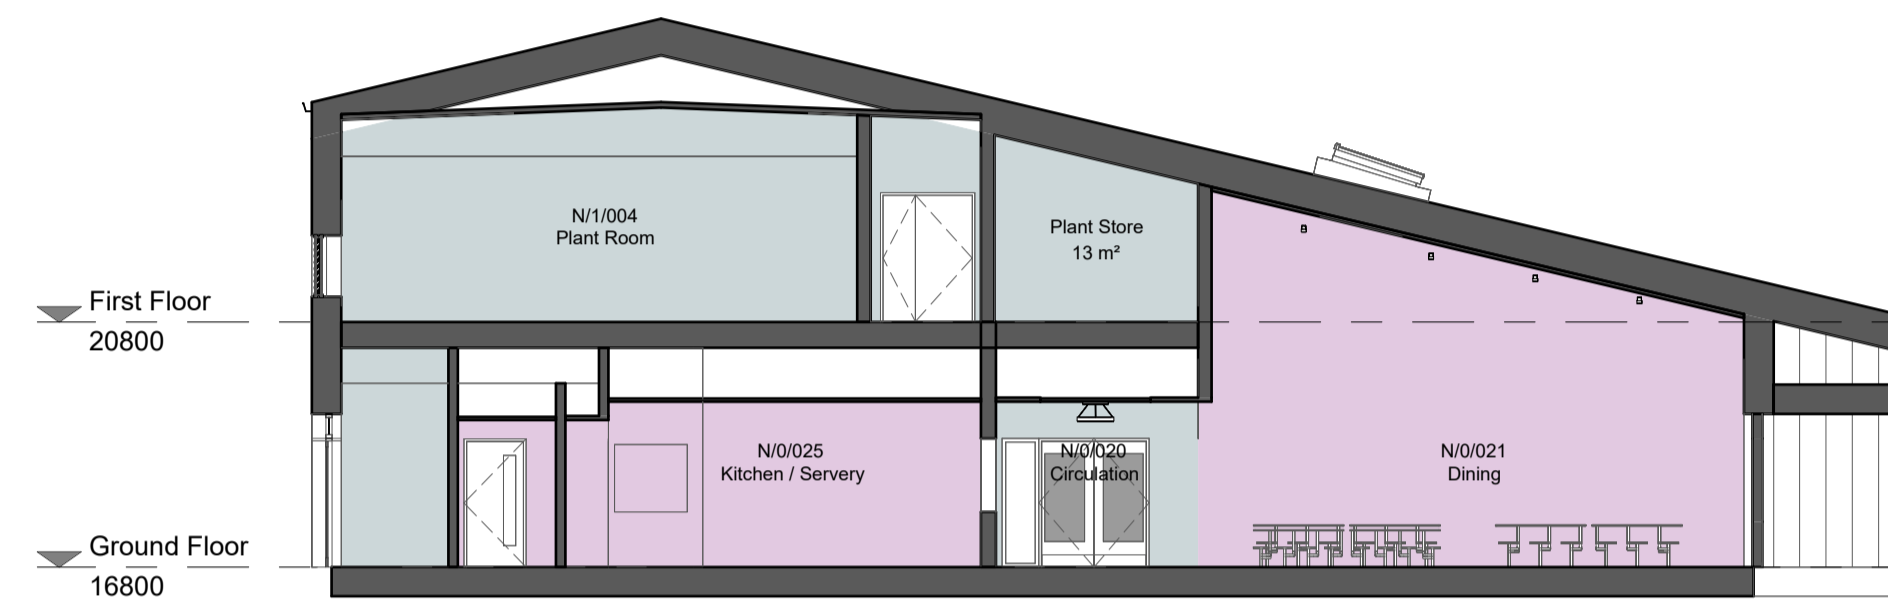 N/1/004
Plant Room
Plant Store
13 m²
First Floor
20800
N/0/025
Kitchen / Servery
N/0/020
Circulation
N/0/021
Dining
Ground Floor
16800